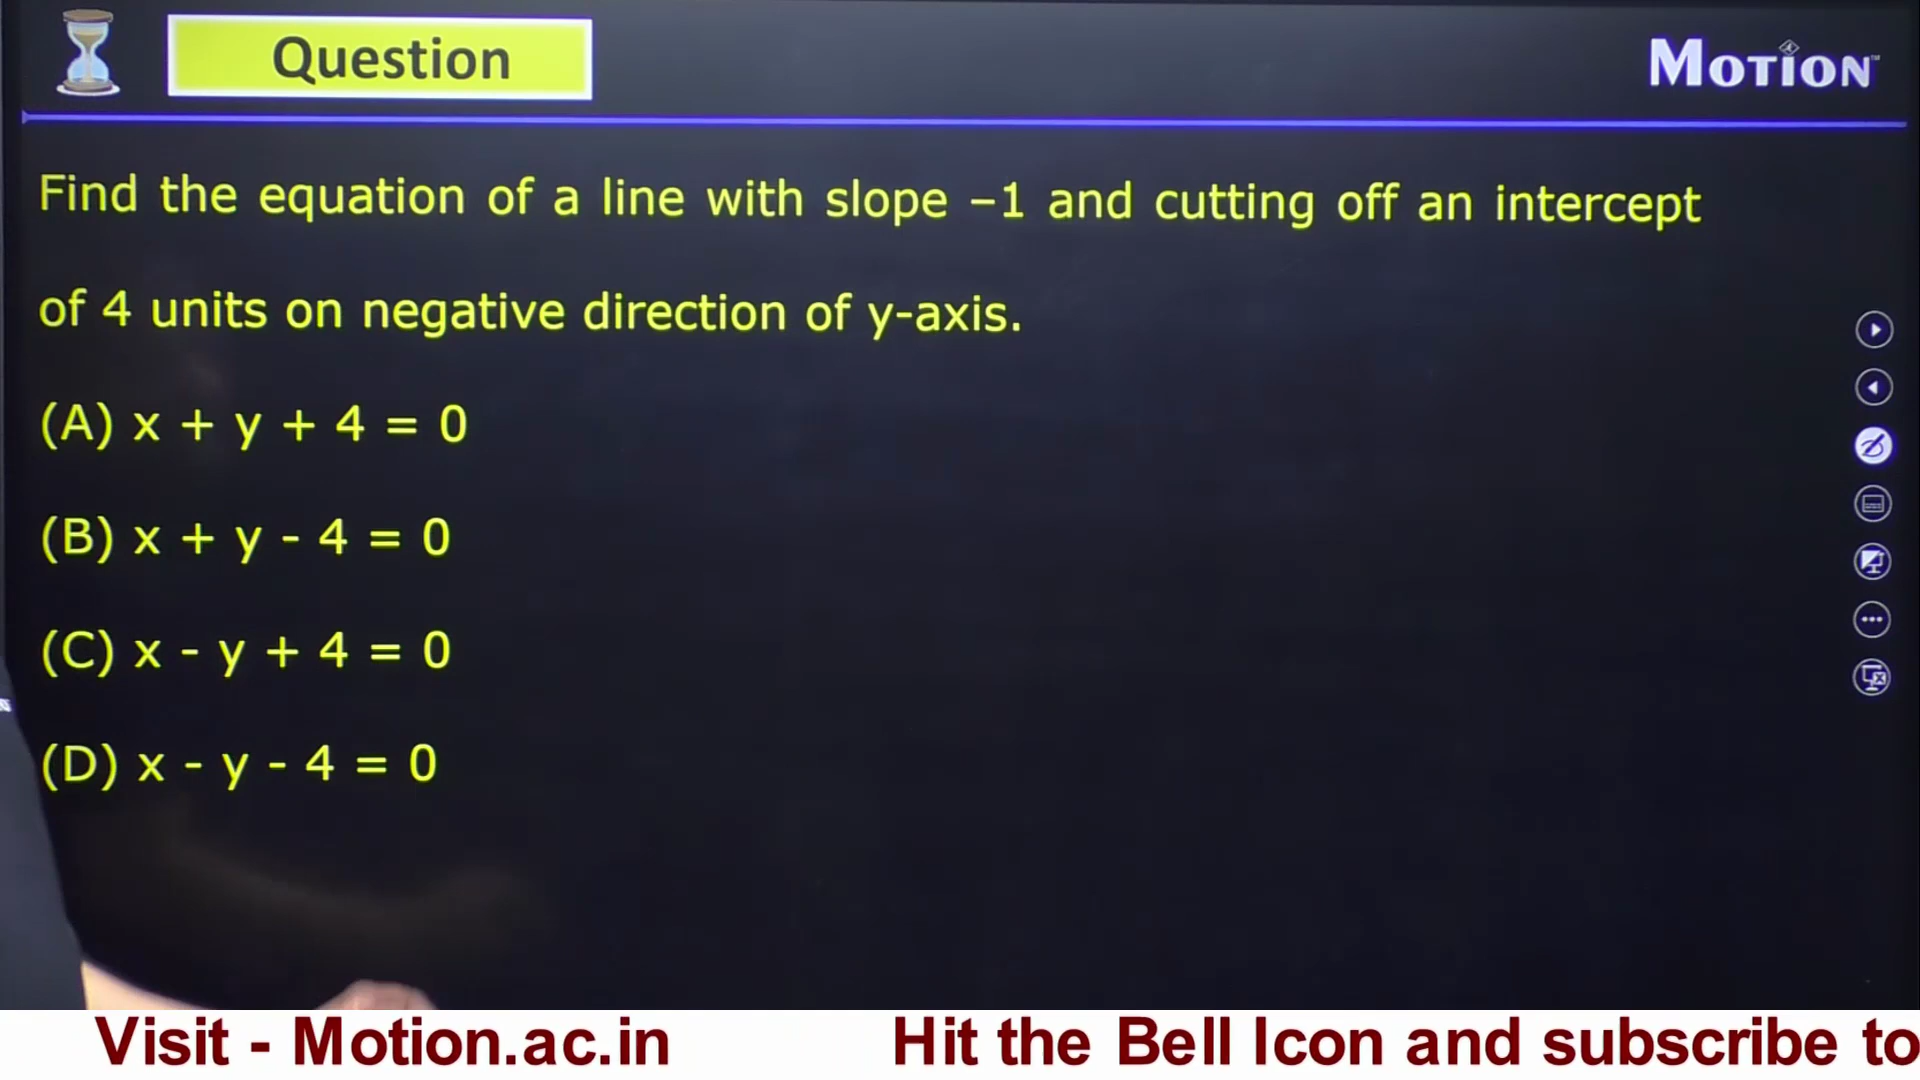 Question
MOTiON
Find the equation of a line with slope –1 and cutting off an intercept
of 4 units on negative direction of y-axis.
(A) x + y + 4 = 0
(B) x + y - 4 = 0
(C) x - y + 4 = 0
(D) x - y - 4 = 0
Visit - Motion.ac.in Hit the Bell Icon and subscribe to